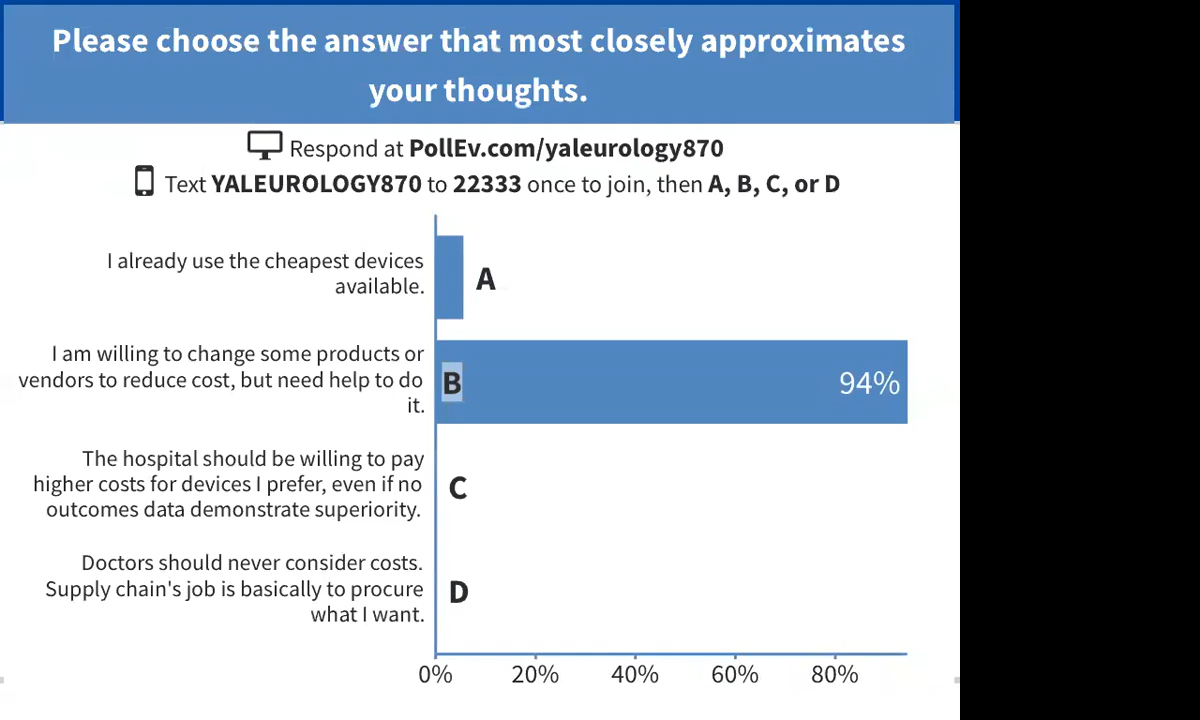 Please choose the answer that most closely approximates
your thoughts.
Respond at PollEv.com/yaleurology870
Text YALEUROLOGY870 to 22333 once to join, then A, B, C, or D
I already use the cheapest devices
available.
A
I am willing to change some products or
vendors to reduce cost, but need help to do
it.
B
94%
The hospital should be willing to pay
higher costs for devices I prefer, even if no
outcomes data demonstrate superiority.
C
Doctors should never consider costs.
Supply chain's job is basically to procure
what I want.
D
0% 20% 40% 60% 80%